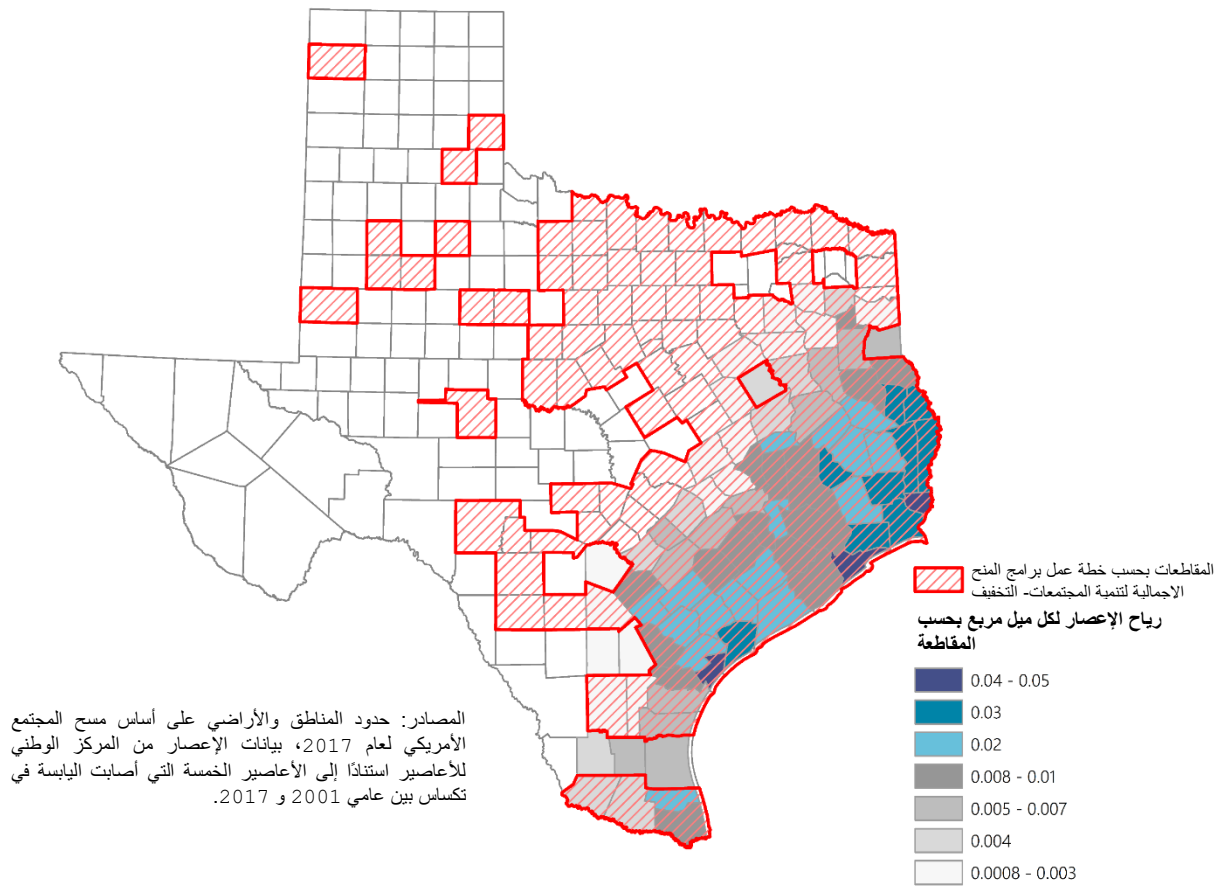 المقاطعات بحسب خطة عمل برامج المنح
الاجمالية لتنمية المجتمعات- التخفيف
رياح الإعصار لكل ميل مربع بحسب
المقاطعة
0.04 - 0.05
0.03
0.02
0.008 - 0.01
0.005 - 0.007
0.004
0.0008 - 0.003
المصادر: حدود المناطق والأراضي على أساس مسح المجتمع
الأمريكي لعام 2017، بيانات الإعصار من المركز الوطني
للأعاصير استنادًا إلى الأعاصير الخمسة التي أصابت اليابسة في
تكساس بين عامي 2001 و 2017.